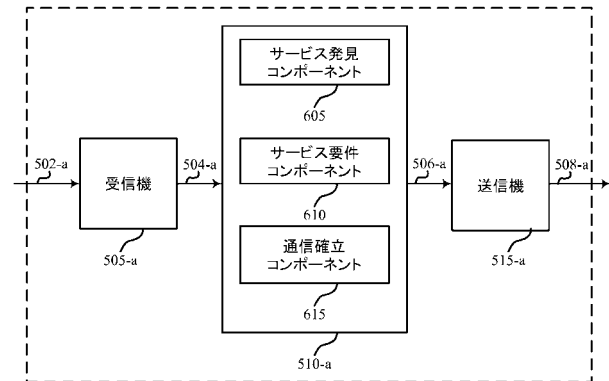 サービス発見
コンポーネント
605
502-a
受信機
504-a
サービス要件
コンポーネント
610
506-a
送信機
508-a
505-a
通信確立
コンポーネント
615
515-a
510-a